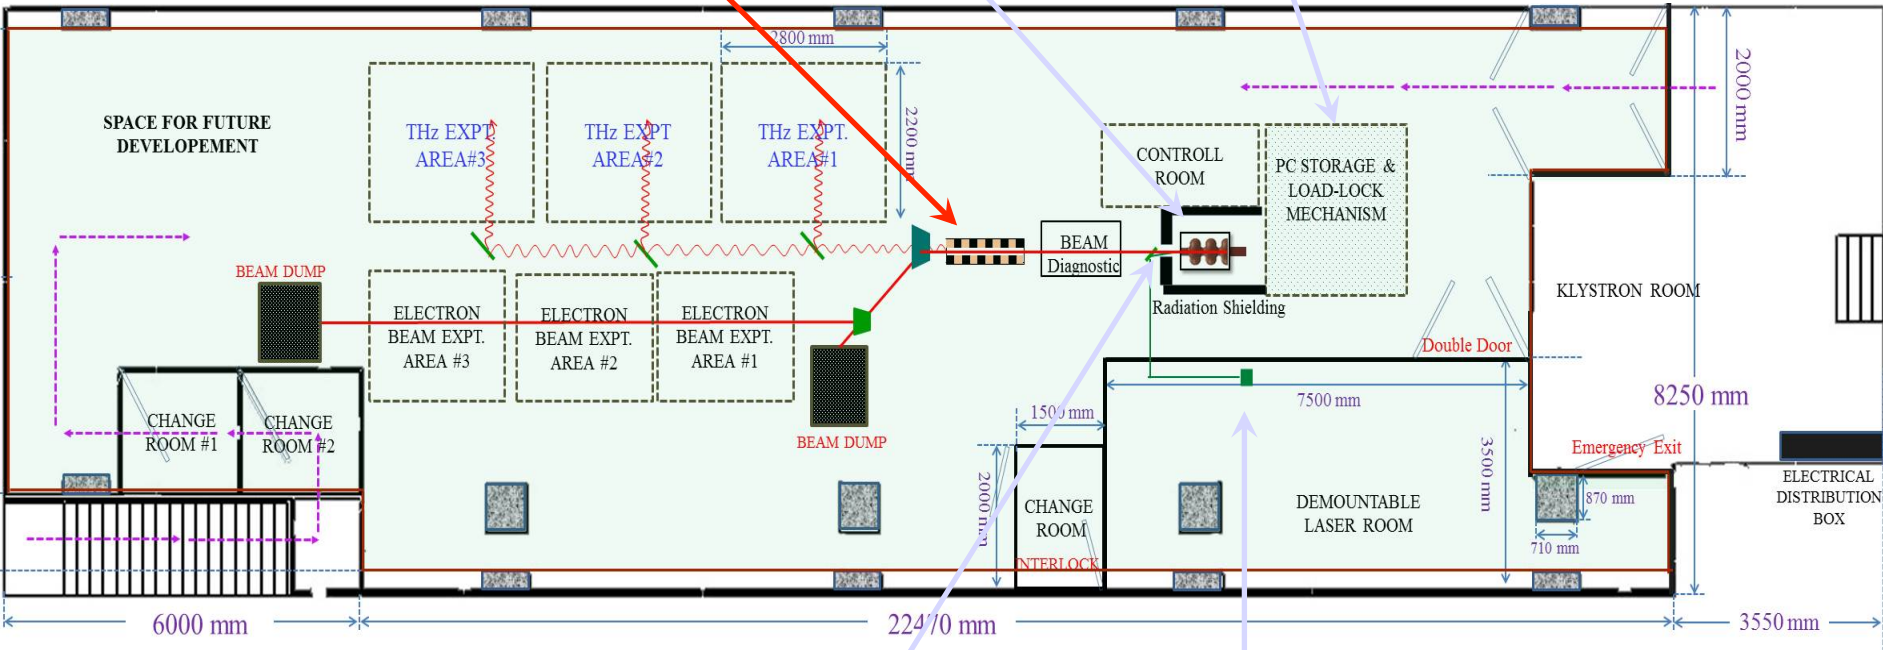 2800 mm
2000 mm
SPACE FOR FUTURE
DEVELOPEMENT
THz EXPT.
AREA#3
THz EXPT
AREA#2
THz EXPT.
AREA#1
2200 mm
CONTROLL
ROOM
PC STORAGE &
LOAD-LOCK
MECHANISM
BEAM
Diagnostic
Radiation Shielding
KLYSTRON ROOM
BEAM DUMP
ELECTRON
BEAM EXPT.
AREA #3
ELECTRON
BEAM EXPT.
AREA #2
ELECTRON
BEAM EXPT.
AREA #1
Double Door
8250 mm
7500 mm
1500 mm
CHANGE
ROOM #1
CHANGE
ROOM #2
BEAM DUMP
3500 mm
Emergency Exit
2000 mm
CHANGE
ROOM
INTERLOCK
DEMOUNTABLE
LASER ROOM
870 mm
710 mm
ELECTRICAL
DISTRIBUTION
BOX
6000 mm
22470 mm
3550 mm